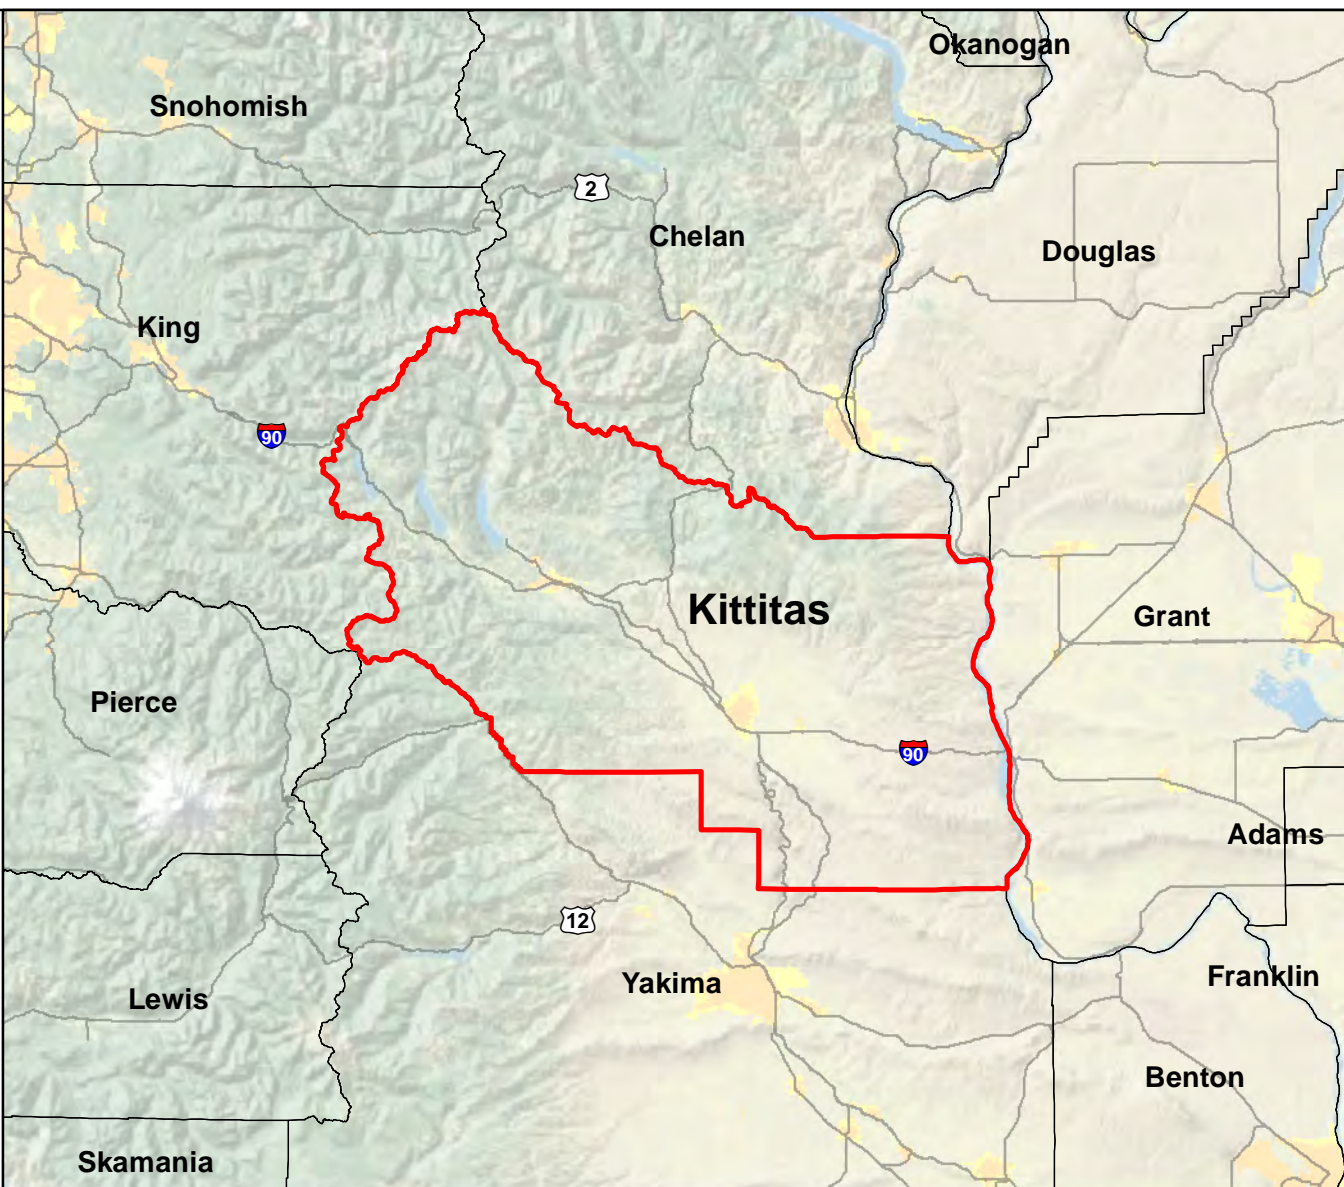 Okanogan
Snohomish
2
Chelan
Douglas
King
90
Kittitas
Grant
Pierce
90
Adams
12
Yakima
Franklin
Lewis
Benton
Skamania